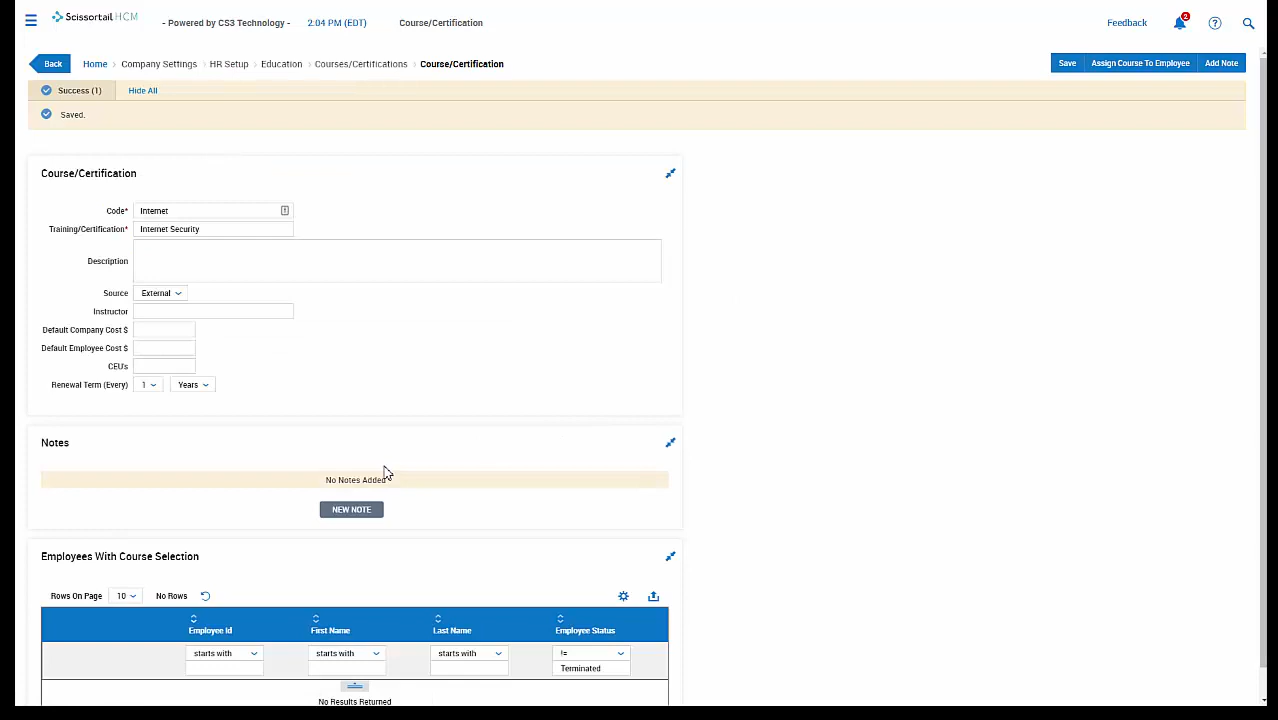 Scissortail HCM
- Powered by CS3 Technology -
2:04 PM (EDT)
Course/Certification
Feedback
2
Back
Home > Company Settings > HR Setup > Education > Courses/Certifications > Course/Certification
Save
Assign Course To Employee
Add Note
Success (1)
Hide All
Saved.
Course/Certification
Code* Internet
Training/Certification* Internet Security
Description
Source External
Instructor
Default Company Cost $
Default Employee Cost $
CEU's
Renewal Term (Every) 1 Years
Notes
No Notes Added
NEW NOTE
Employees With Course Selection
Rows On Page 10 No Rows
Employee Id First Name Last Name Employee Status
starts with starts with starts with !=
Terminated
No Results Returned